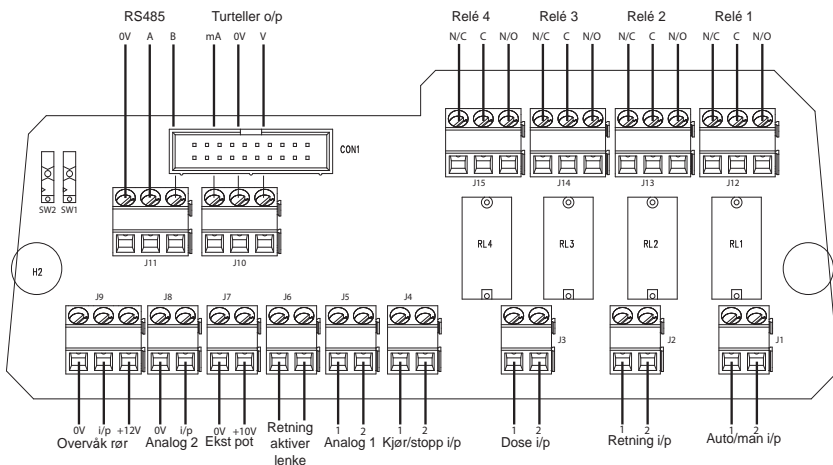 RS485 Turteller o/p Relé 4 Relé 3 Relé 2 Relé 1
0V A B mA 0V V N/C C N/O N/C C N/O N/C C N/O N/C C N/O
CON1
J15 J14 J13 J12
SW2 SW1
J11 J10
RL4 RL3 RL2 RL1
H2
J9 J8 J7 J6 J5 J4
J3 J2 J1
0V i/p +12V 0V i/p 0V +10V 1 2 1 2 1 2 1 2 1 2
Overvåk rør Analog 2 Ekst pot Retning aktiver lenke Analog 1 Kjør/stopp i/p Dose i/p Retning i/p Auto/man i/p